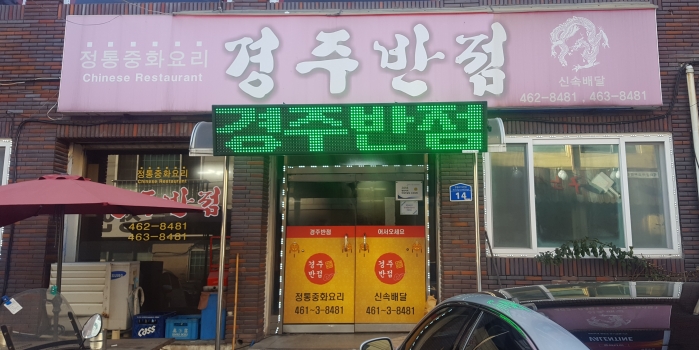 정통중화요리
Chinese Restaurant
경주반점
신속배달
462-8481 . 463-8481
경주반점
정통중화요리
Chinese Restaurant
경주반점
462-8481
463-8481
14
경주반점
어서오세요
경주
반점
경주
반점
정통중화요리
신속배달
461-3-8481
461-3-8481
CASS